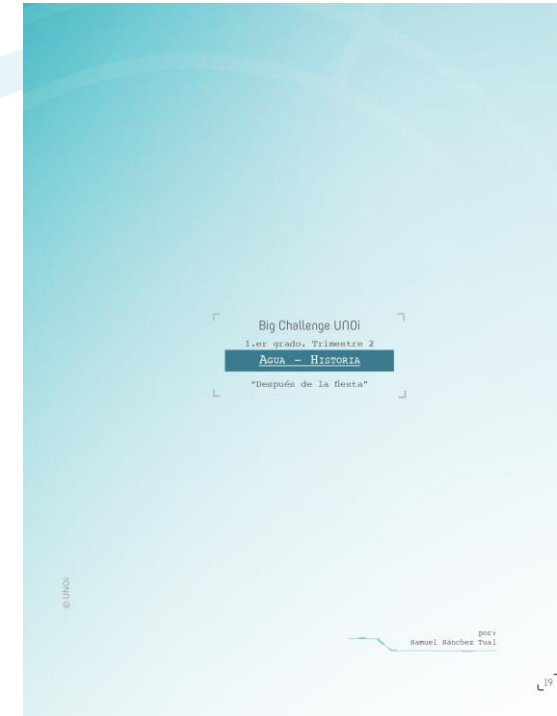 Big Challenge UNOi
1.er grado. Trimestre 2
AGUA – HISTORIA
"Después de la fiesta"
© UNOi
por:
Samuel Sánchez Tual
19